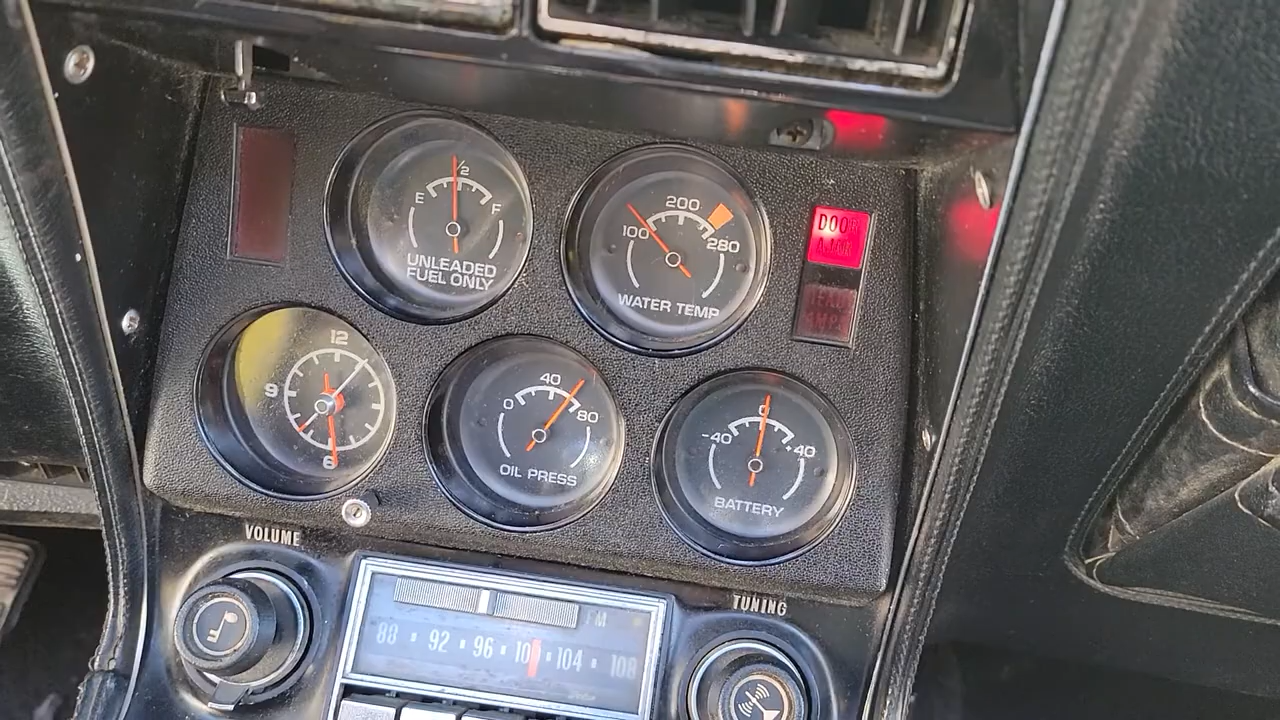 E 1/2 F
UNLEADED
FUEL ONLY
100 200 280
WATER TEMP
DOOR
AJAR
12
9
6
0 40 80
OIL PRESS
-40 0 +40
BATTERY
VOLUME
TUNING
FM
88 92 96 104 108